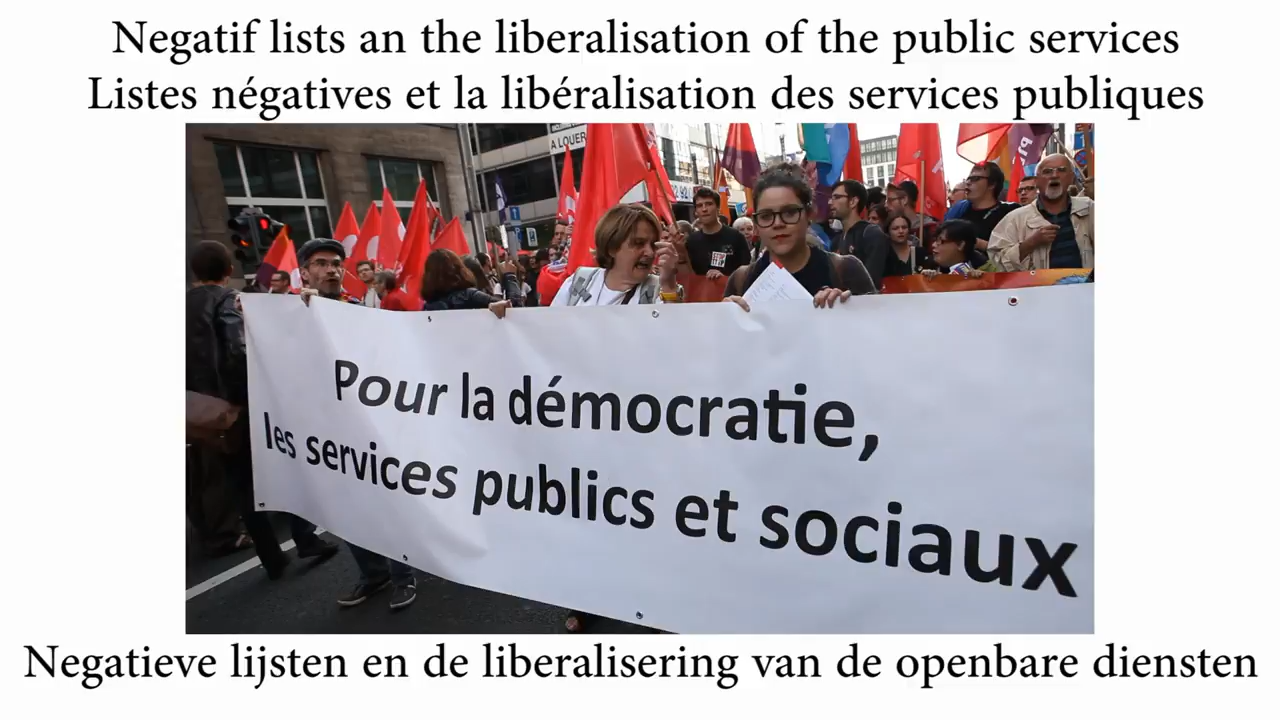 Negatif lists an the liberalisation of the public services
Listes négatives et la libéralisation des services publiques
A LOUER
Pour la démocratie,
les services publics et sociaux
Negatieve lijsten en de liberalisering van de openbare diensten